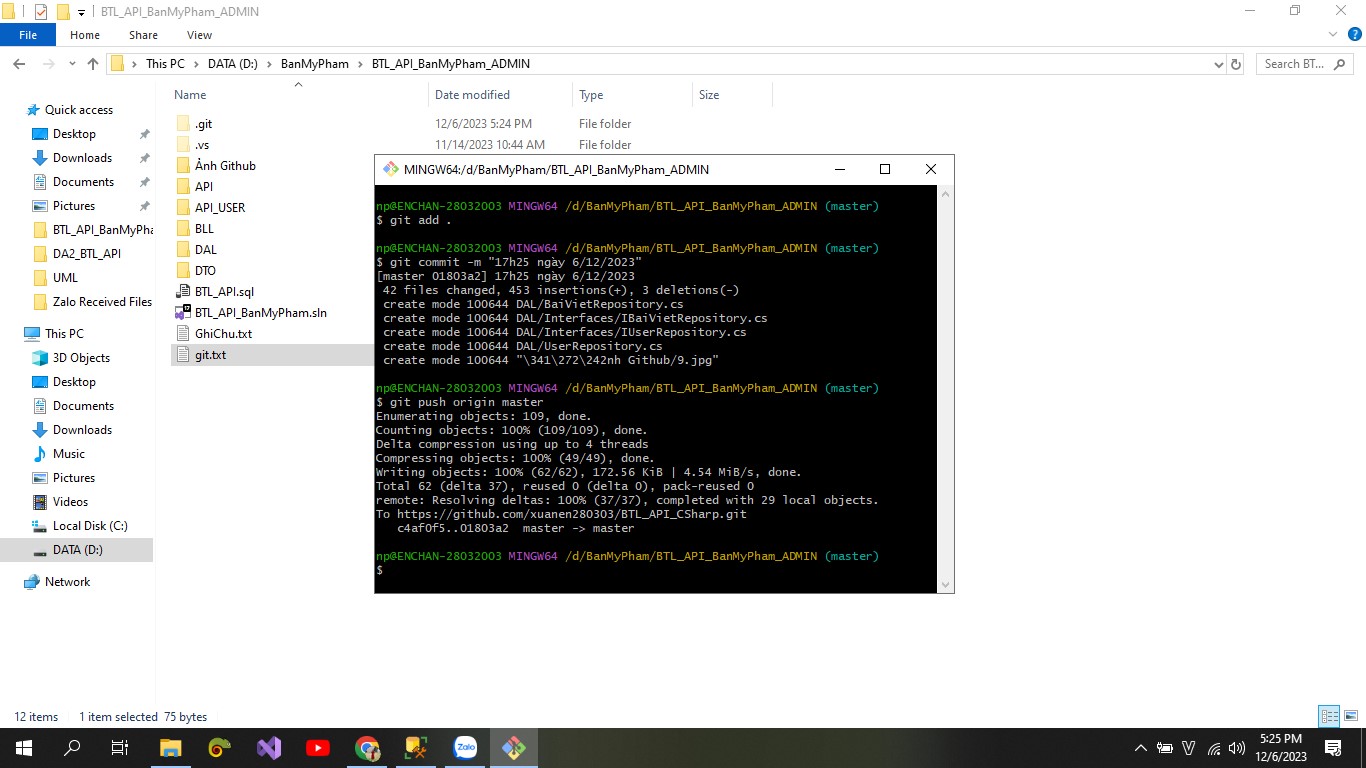 BTL_API_BanMyPham_ADMIN
File Home Share View
This PC DATA (D:) BanMyPham BTL_API_BanMyPham_ADMIN
Search BT...
Quick access
Desktop
Downloads
Documents
Pictures
BTL_API_BanMyPha
DA2_BTL_API
UML
Zalo Received Files
This PC
3D Objects
Desktop
Documents
Downloads
Music
Pictures
Videos
Local Disk (C:)
DATA (D:)
Network
Name Date modified Type Size
.git 12/6/2023 5:24 PM File folder
.vs 11/14/2023 10:44 AM File folder
Ảnh Github
API
API_USER
BLL
DAL
DTO
BTL_API.sql
BTL_API_BanMyPham.sln
GhiChu.txt
git.txt
MINGW64:/d/BanMyPham/BTL_API_BanMyPham_ADMIN
np@ENCHAN-28032003 MINGW64 /d/BanMyPham/BTL_API_BanMyPham_ADMIN (master)
$ git add .
np@ENCHAN-28032003 MINGW64 /d/BanMyPham/BTL_API_BanMyPham_ADMIN (master)
$ git commit -m "17h25 ngày 6/12/2023"
[master 01803a2] 17h25 ngày 6/12/2023
42 files changed, 453 insertions(+), 3 deletions(-)
create mode 100644 DAL/BaiVietRepository.cs
create mode 100644 DAL/Interfaces/IBaiVietRepository.cs
create mode 100644 DAL/Interfaces/IUserRepository.cs
create mode 100644 DAL/UserRepository.cs
create mode 100644 "\341\272\242nh Github/9.jpg"
np@ENCHAN-28032003 MINGW64 /d/BanMyPham/BTL_API_BanMyPham_ADMIN (master)
$ git push origin master
Enumerating objects: 109, done.
Counting objects: 100% (109/109), done.
Delta compression using up to 4 threads
Compressing objects: 100% (49/49), done.
Writing objects: 100% (62/62), 172.56 KiB | 4.54 MiB/s, done.
Total 62 (delta 37), reused 0 (delta 0), pack-reused 0
remote: Resolving deltas: 100% (37/37), completed with 29 local objects.
To https://github.com/xuanen280303/BTL_API_CSharp.git
c4af0f5..01803a2 master -> master
np@ENCHAN-28032003 MINGW64 /d/BanMyPham/BTL_API_BanMyPham_ADMIN (master)
$
12 items 1 item selected 75 bytes
Zalo
5:25 PM
12/6/2023